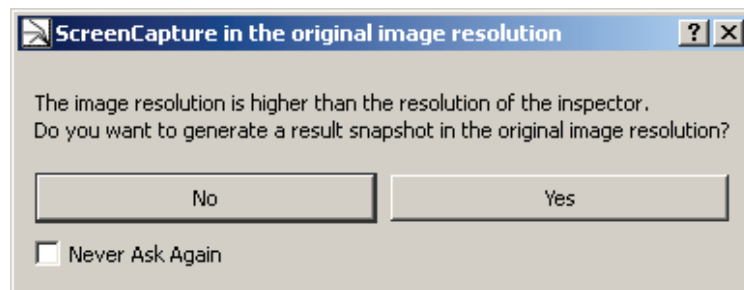 ScreenCapture in the original image resolution
The image resolution is higher than the resolution of the inspector.
Do you want to generate a result snapshot in the original image resolution?
No
Yes
Never Ask Again